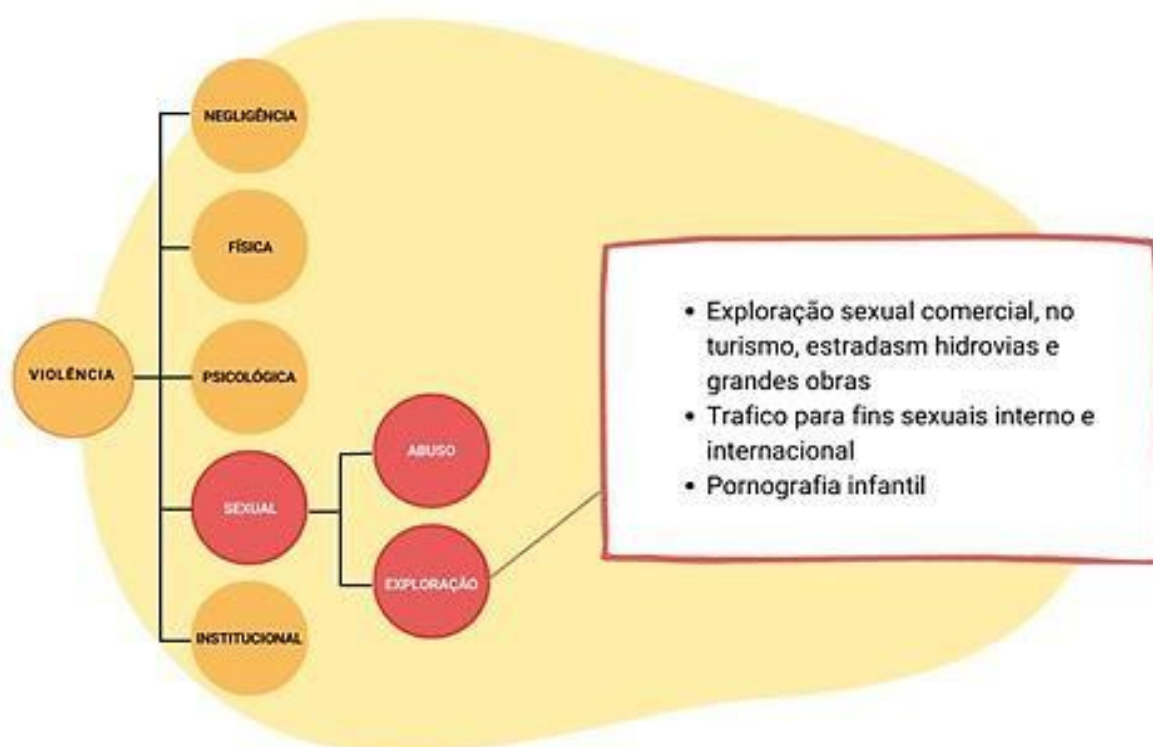 NEGLIGÊNCIA
FÍSICA
VIOLÊNCIA
PSICOLÓGICA
SEXUAL
ABUSO
EXPLORAÇÃO
INSTITUCIONAL
• Exploração sexual comercial, no
turismo, estradasm hidrovias e
grandes obras
• Trafico para fins sexuais interno e
internacional
• Pornografia infantil